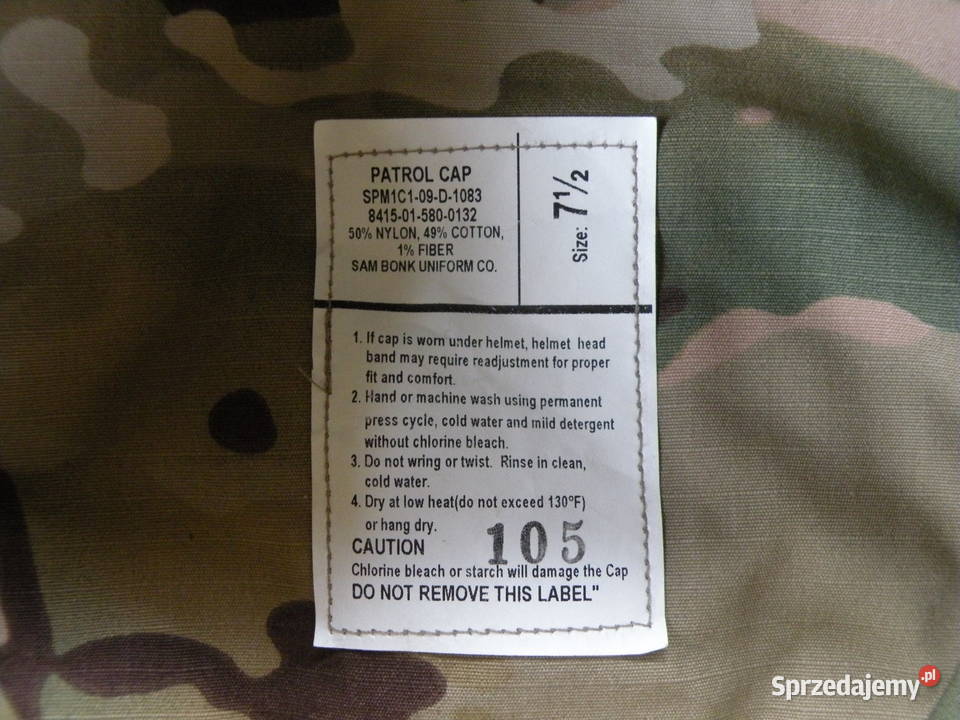 PATROL CAP
SPM1C1-09-D-1083
8415-01-580-0132
50% NYLON, 49% COTTON,
1% FIBER
SAM BONK UNIFORM CO.
Size: 7 1/2
1. If cap is worn under helmet, helmet head
band may require readjustment for proper
fit and comfort.
2. Hand or machine wash using permanent
press cycle, cold water and mild detergent
without chlorine bleach.
3. Do not wring or twist. Rinse in clean,
cold water.
4. Dry at low heat(do not exceed 130°F)
or hang dry.
105
CAUTION
Chlorine bleach or starch will damage the Cap
DO NOT REMOVE THIS LABEL"
Sprzedajemy.pl